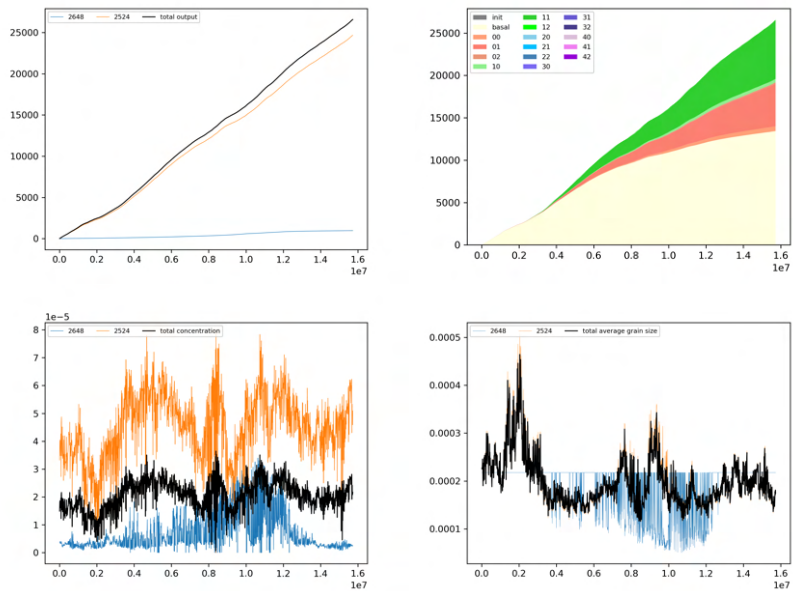 2648 2524 total output
25000
20000
15000
10000
5000
0
0.0 0.2 0.4 0.6 0.8 1.0 1.2 1.4 1.6
1e7
init 11 31
basal 12 32
00 20 40
01 21 41
02 22 42
10 30
25000
20000
15000
10000
5000
0
0.0 0.2 0.4 0.6 0.8 1.0 1.2 1.4 1.6
1e7
1e−5
2648 2524 total concentration
8
7
6
5
4
3
2
1
0
0.0 0.2 0.4 0.6 0.8 1.0 1.2 1.4 1.6
1e7
2648 2524 total average grain size
0.0005
0.0004
0.0003
0.0002
0.0001
0.0 0.2 0.4 0.6 0.8 1.0 1.2 1.4 1.6
1e7